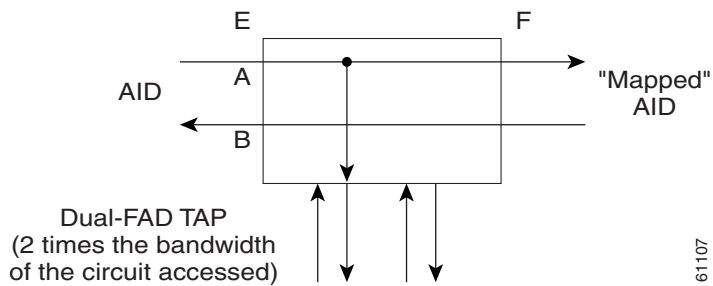 E
F
A
AID
"Mapped"
AID
B
Dual-FAD TAP
(2 times the bandwidth
of the circuit accessed)
61107